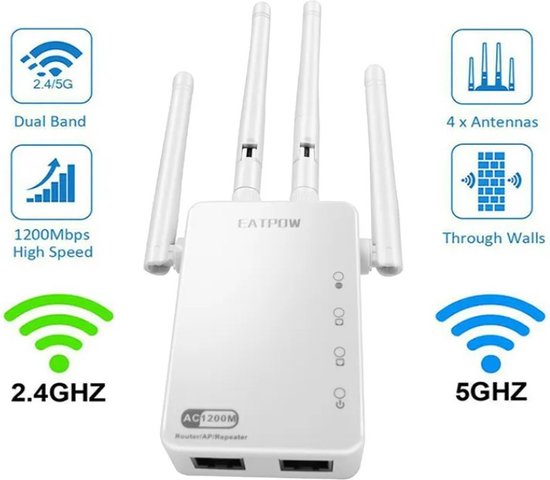 2.4/5G
Dual Band
1200Mbps
High Speed
4 x Antennas
Through Walls
EATPOW
2.4GHZ
5GHZ
AC1200M
Router/AP/Repeater